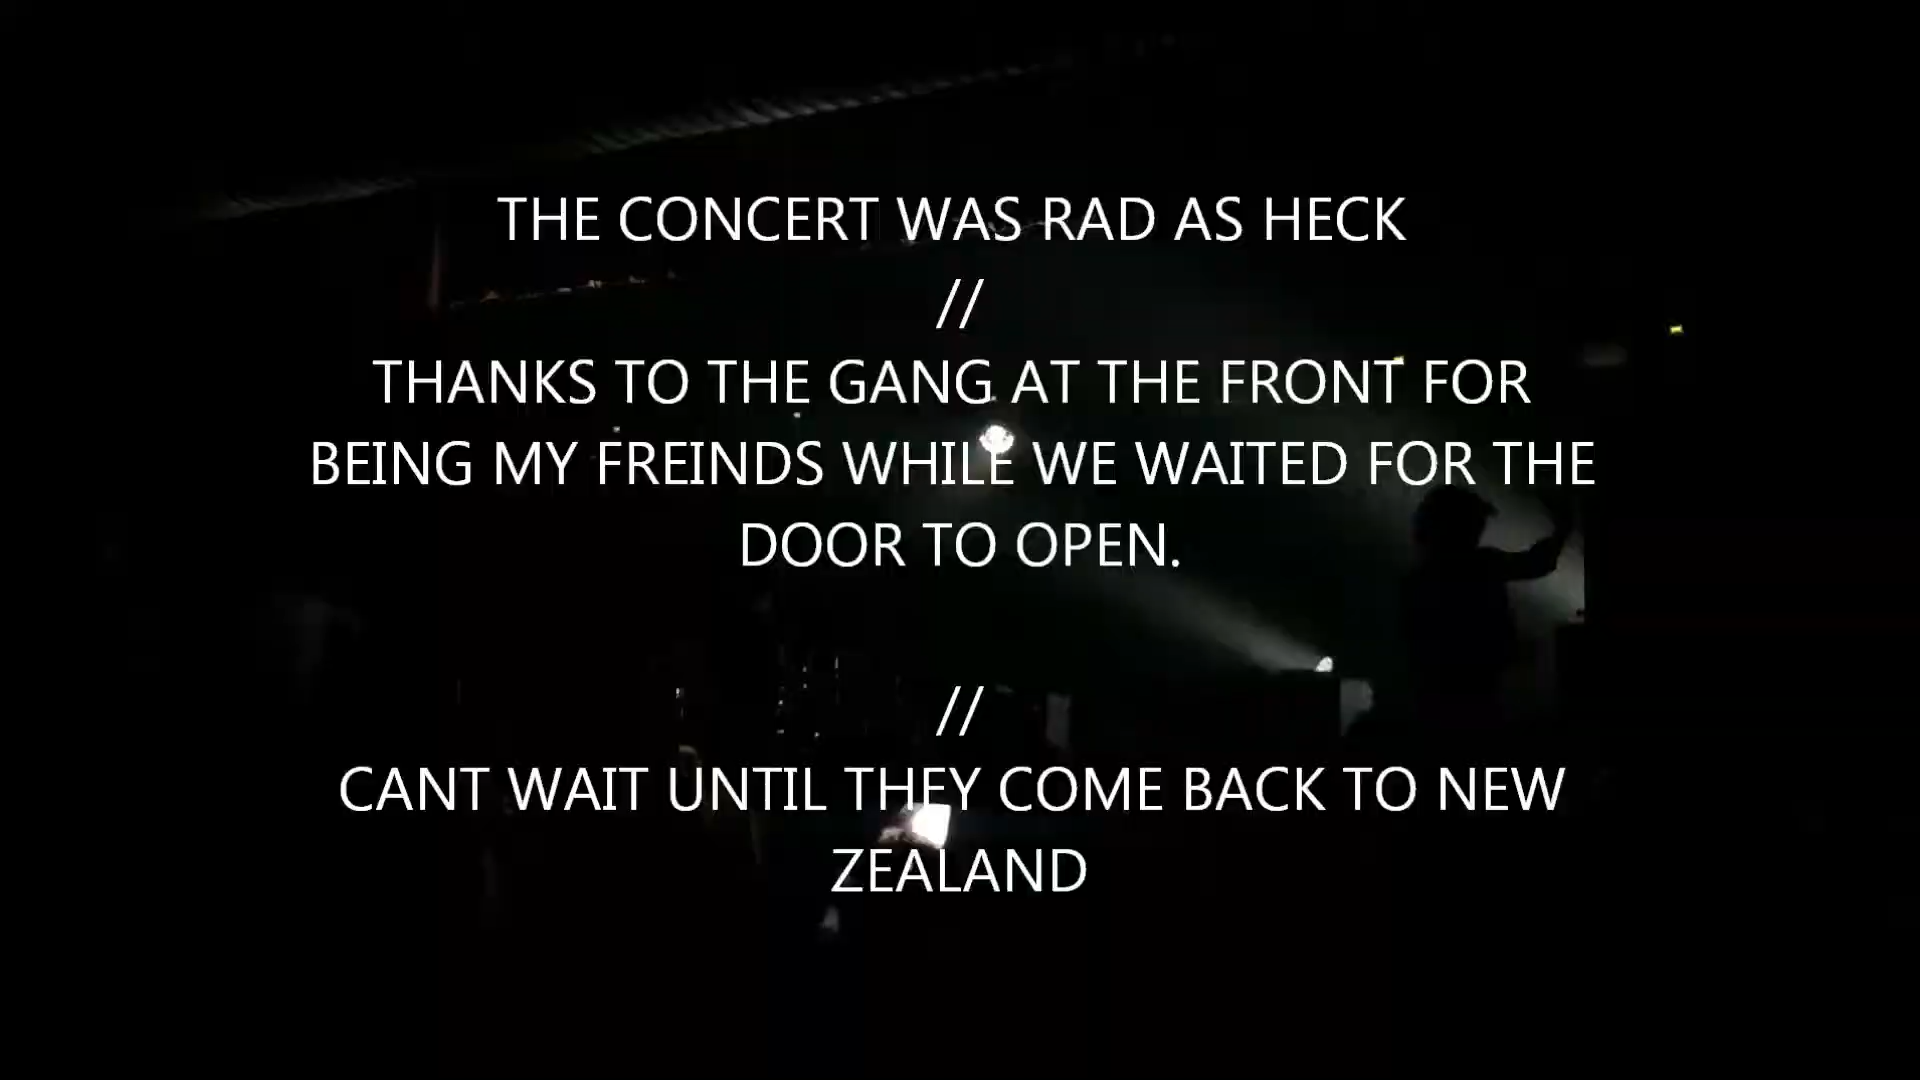 THE CONCERT WAS RAD AS HECK
//
THANKS TO THE GANG AT THE FRONT FOR
BEING MY FREINDS WHILE WE WAITED FOR THE
DOOR TO OPEN.
//
CANT WAIT UNTIL THEY COME BACK TO NEW
ZEALAND